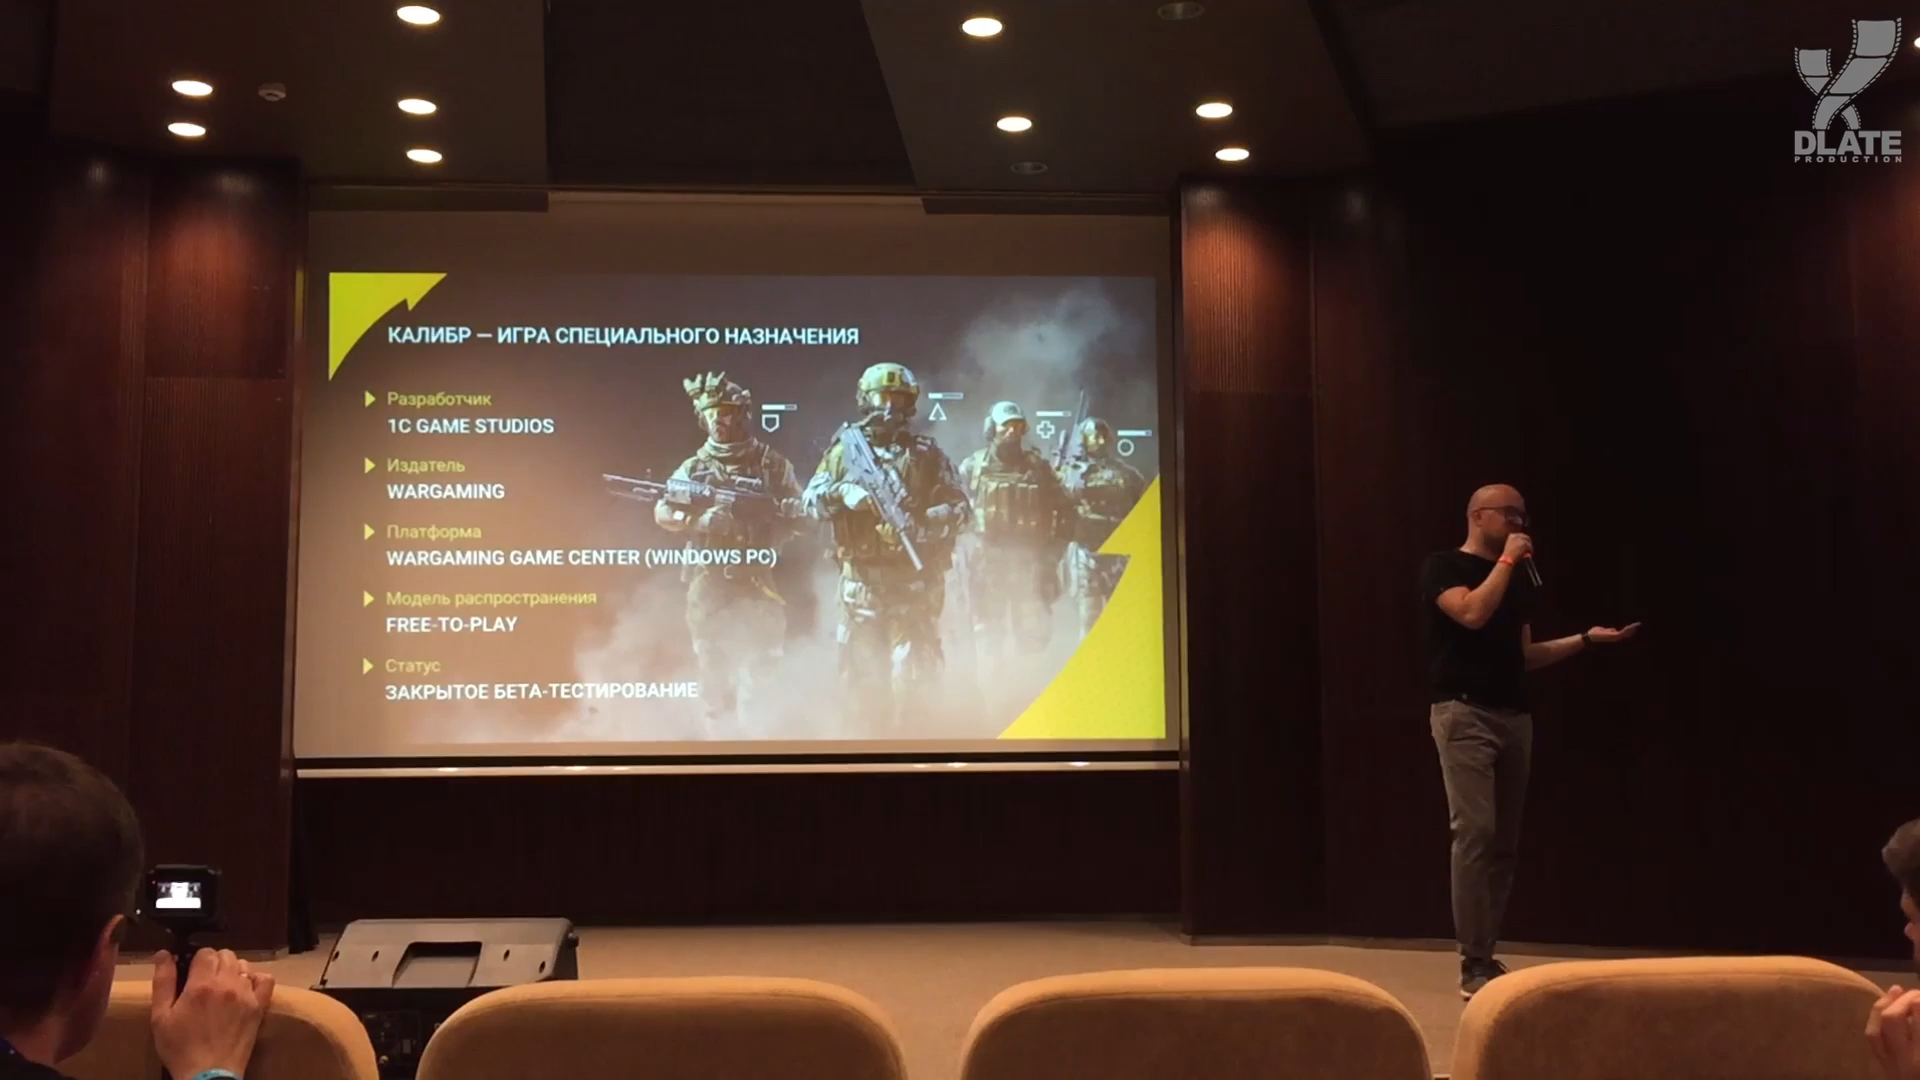 КАЛИБР — ИГРА СПЕЦИАЛЬНОГО НАЗНАЧЕНИЯ
Разработчик
1C GAME STUDIOS
Издатель
WARGAMING
Платформа
WARGAMING GAME CENTER (WINDOWS PC)
Модель распространения
FREE-TO-PLAY
Статус
ЗАКРЫТОЕ БЕТА-ТЕСТИРОВАНИЕ
DLATE
PRODUCTION